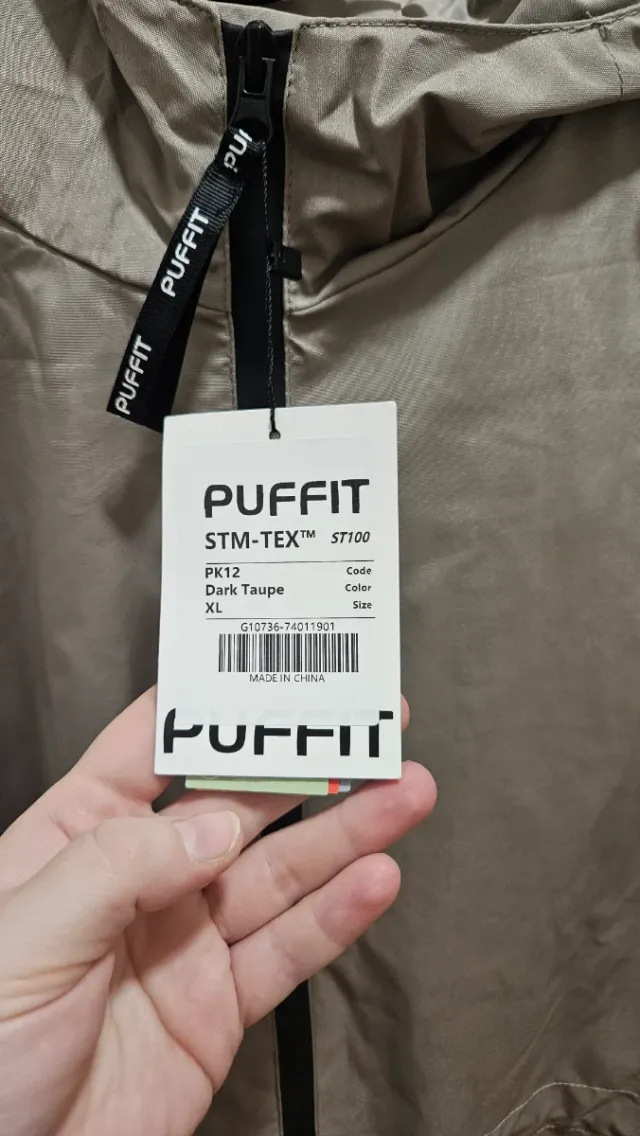 PUI
PUFFIT
PUFFIT
PUFFIT
STM-TEX™ ST100
PK12 Code
Dark Taupe Color
XL Size
G10736-74011901
MADE IN CHINA
PUFFIT